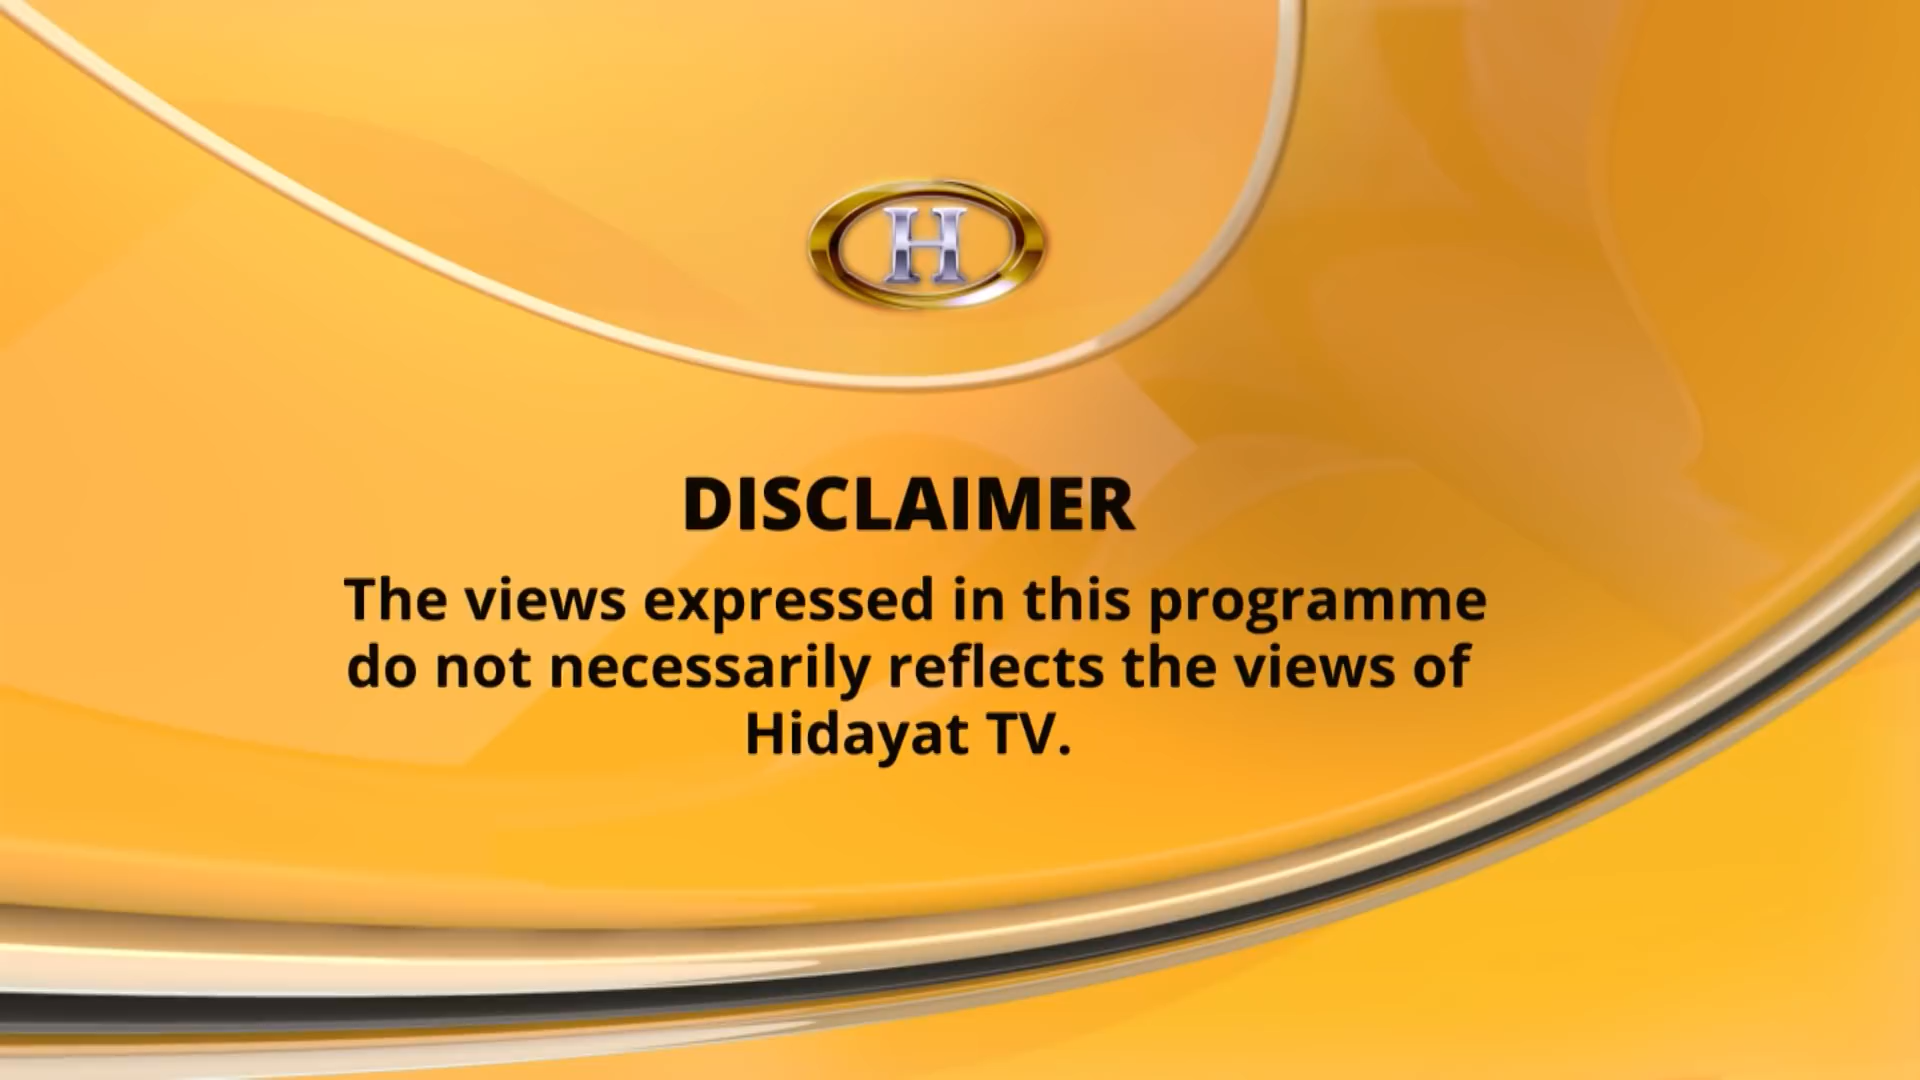 H
DISCLAIMER
The views expressed in this programme
do not necessarily reflects the views of
Hidayat TV.